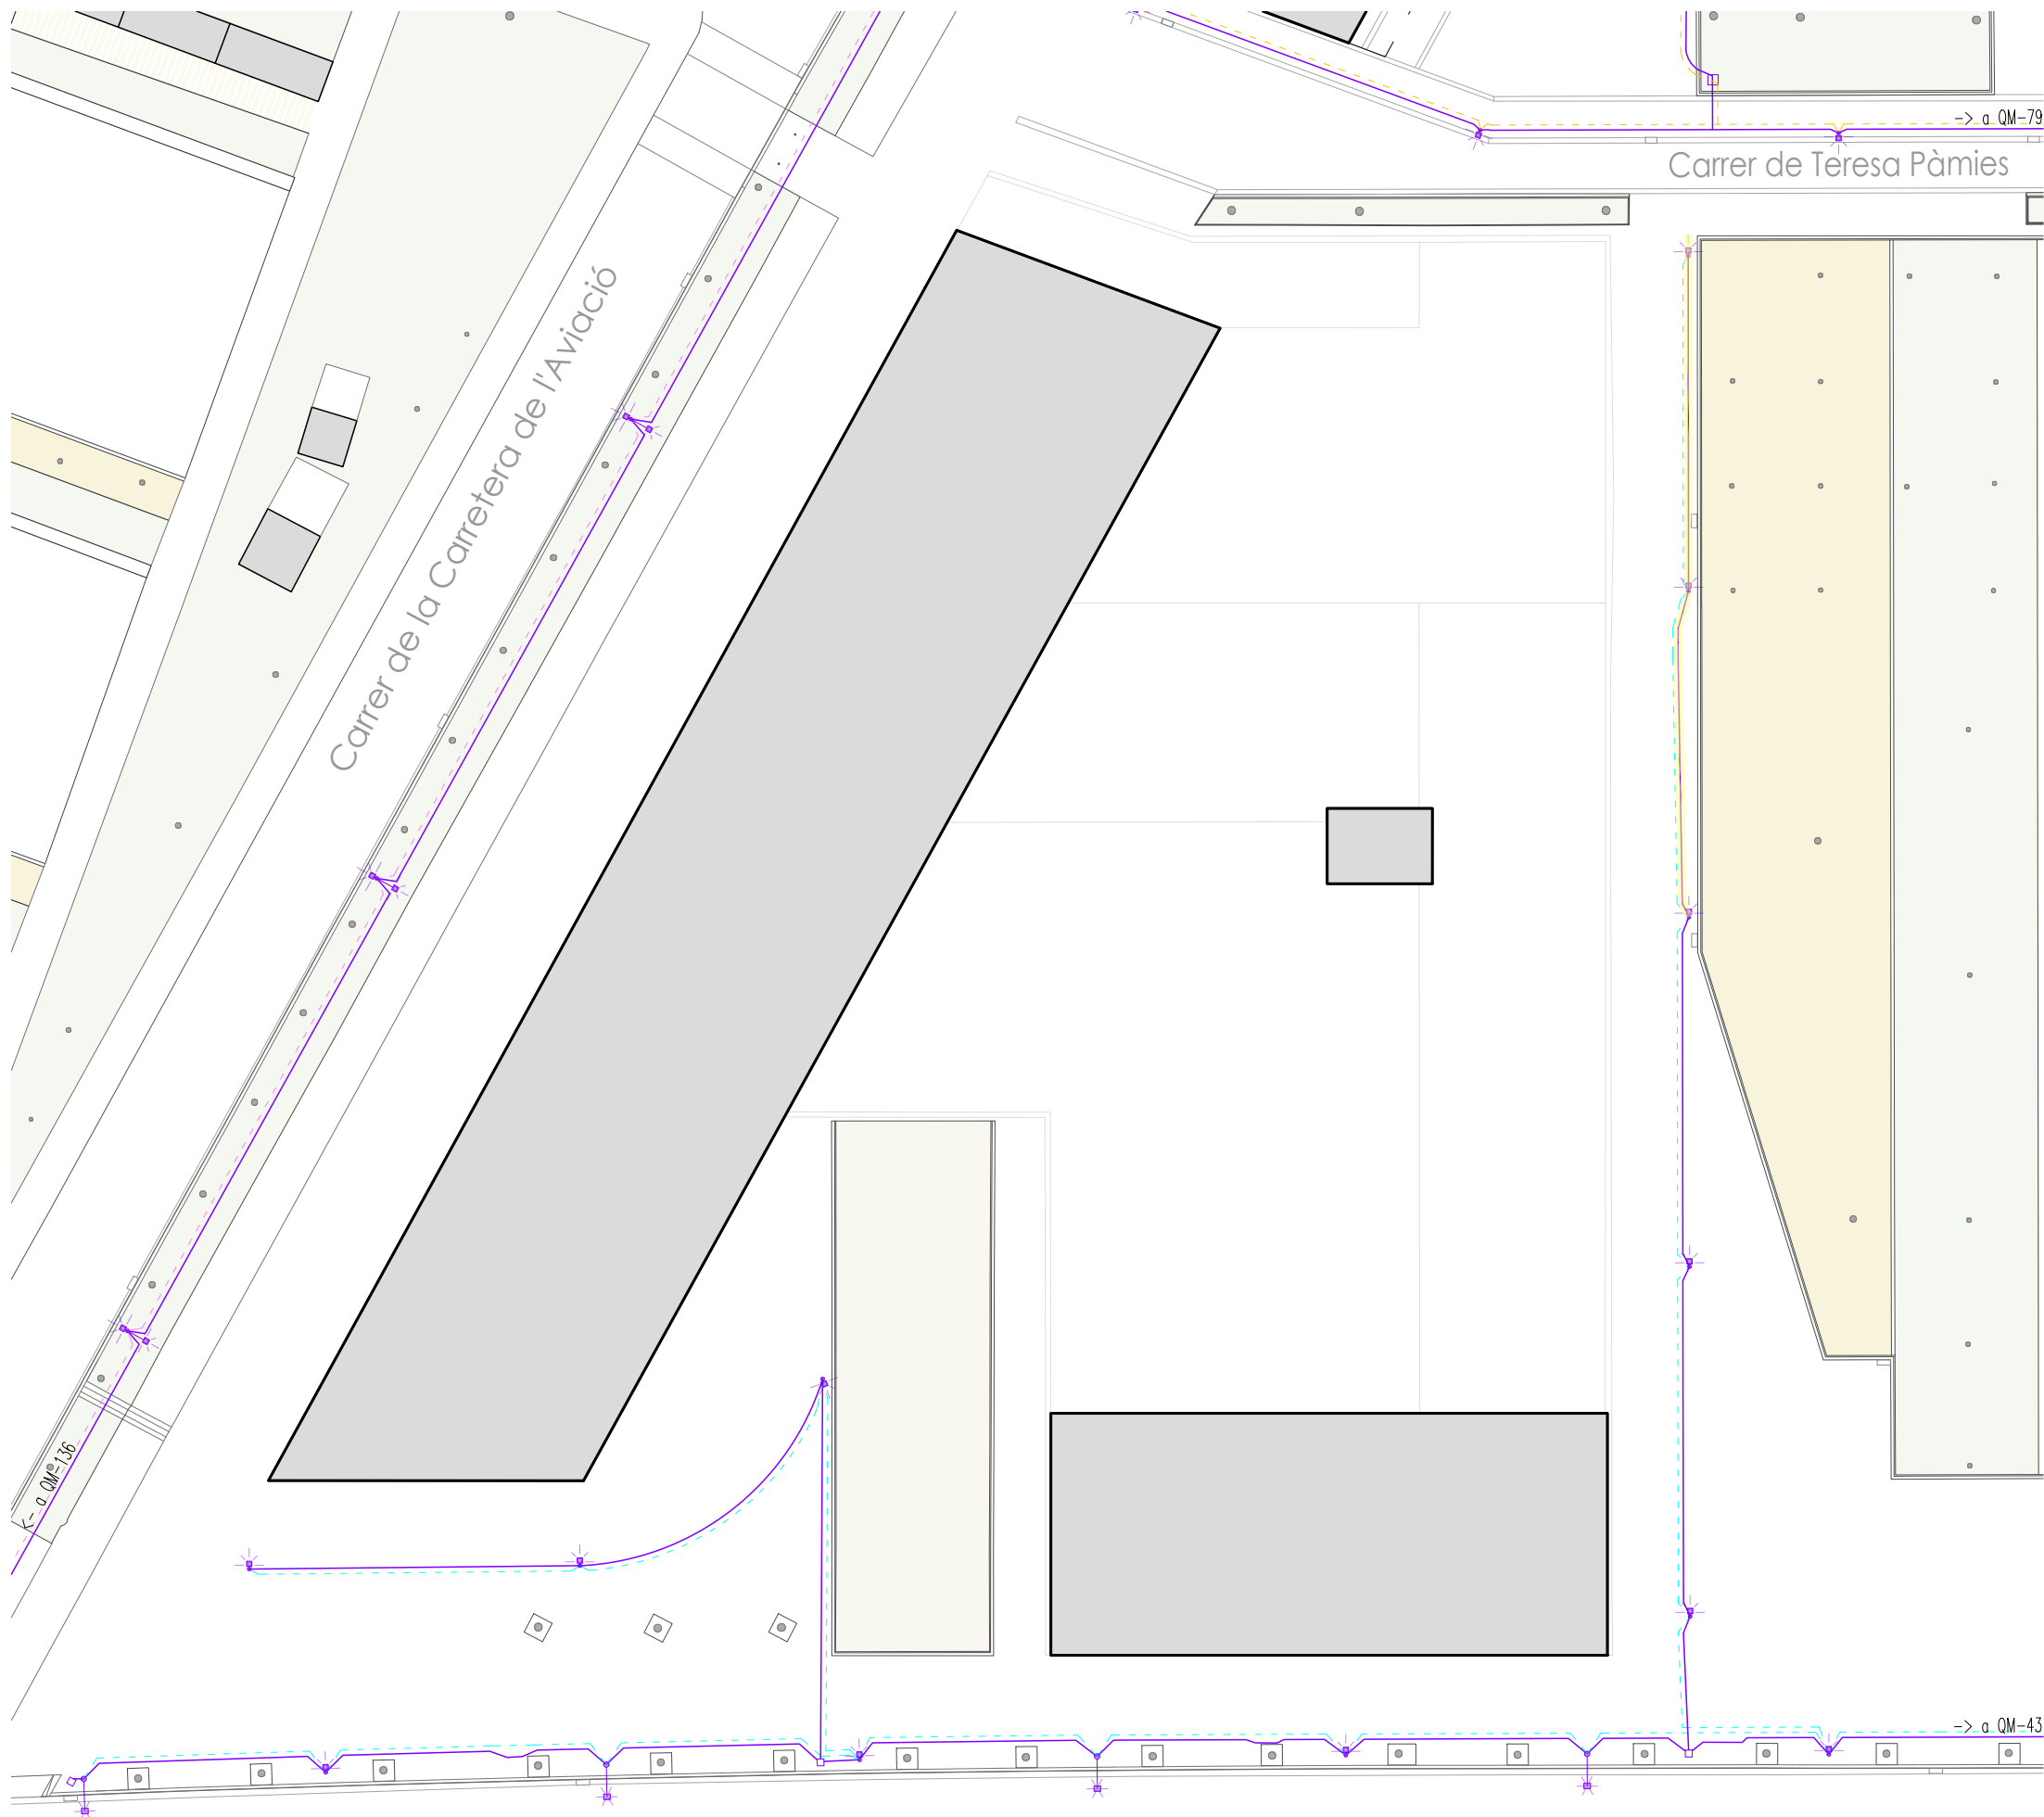 -> a QM-79
Carrer de Teresa Pàmies
Carrer de la Carretera de l'Aviació
<- a QM-136
-> a QM-43